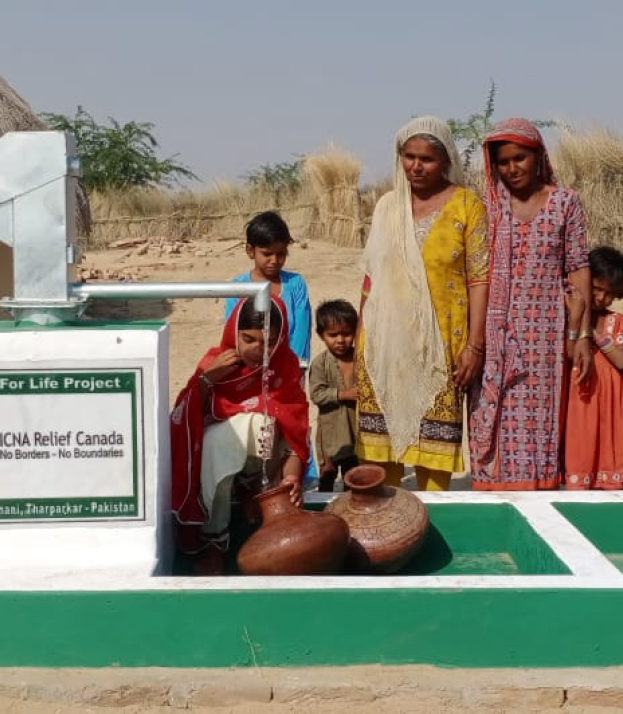 For Life Project
ICNA Relief Canada
No Borders - No Boundaries
Tharparkar - Pakistan